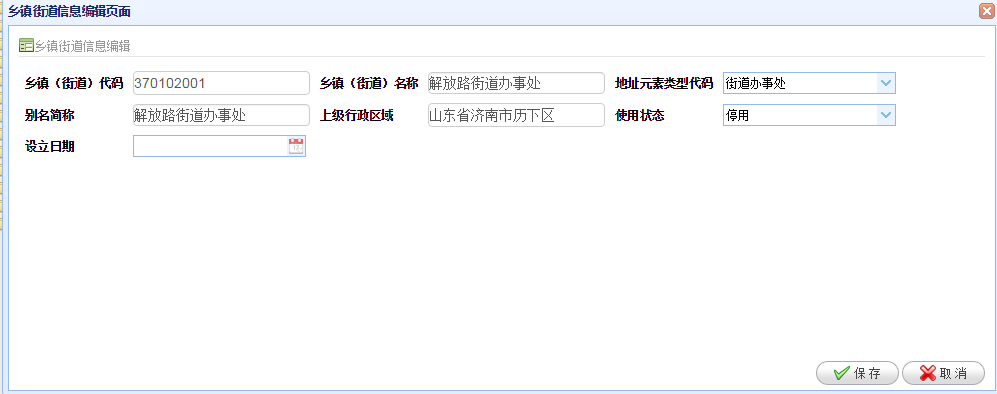 乡镇街道信息编辑页面
乡镇街道信息编辑
乡镇（街道）代码 370102001 乡镇（街道）名称 解放路街道办事处 地址元素类型代码 街道办事处
别名简称 解放路街道办事处 上级行政区域 山东省济南市历下区 使用状态 停用
设立日期
保存 取消